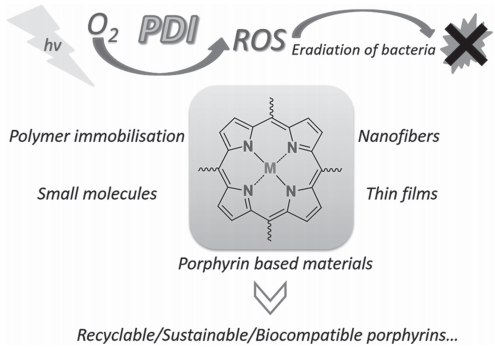 hν O2 PDI ROS Eradiation of bacteria
Polymer immobilisation
Nanofibers
N N
M
N N
Small molecules
Thin films
Porphyrin based materials
Recyclable/Sustainable/Biocompatible porphyrins...